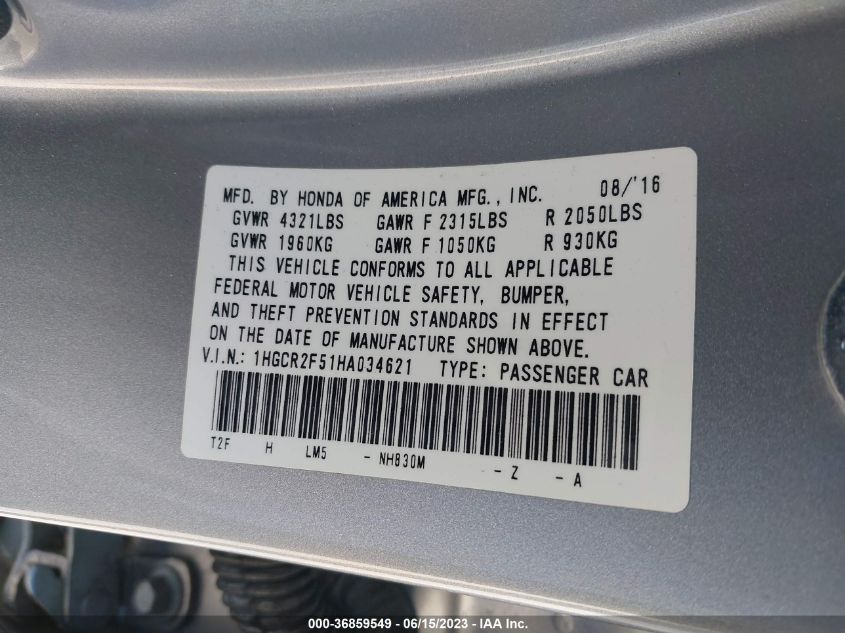 MFD. BY HONDA OF AMERICA MFG., INC. 08/'16
GVWR 4321LBS GAWR F 2315LBS R 2050LBS
GVWR 1960KG GAWR F 1050KG R 930KG
THIS VEHICLE CONFORMS TO ALL APPLICABLE
FEDERAL MOTOR VEHICLE SAFETY, BUMPER,
AND THEFT PREVENTION STANDARDS IN EFFECT
ON THE DATE OF MANUFACTURE SHOWN ABOVE.
V.I.N.: 1HGCR2F51HA034621 TYPE: PASSENGER CAR
T2F H LM5 - NH830M - Z - A
000-36859549 - 06/15/2023 - IAA Inc.